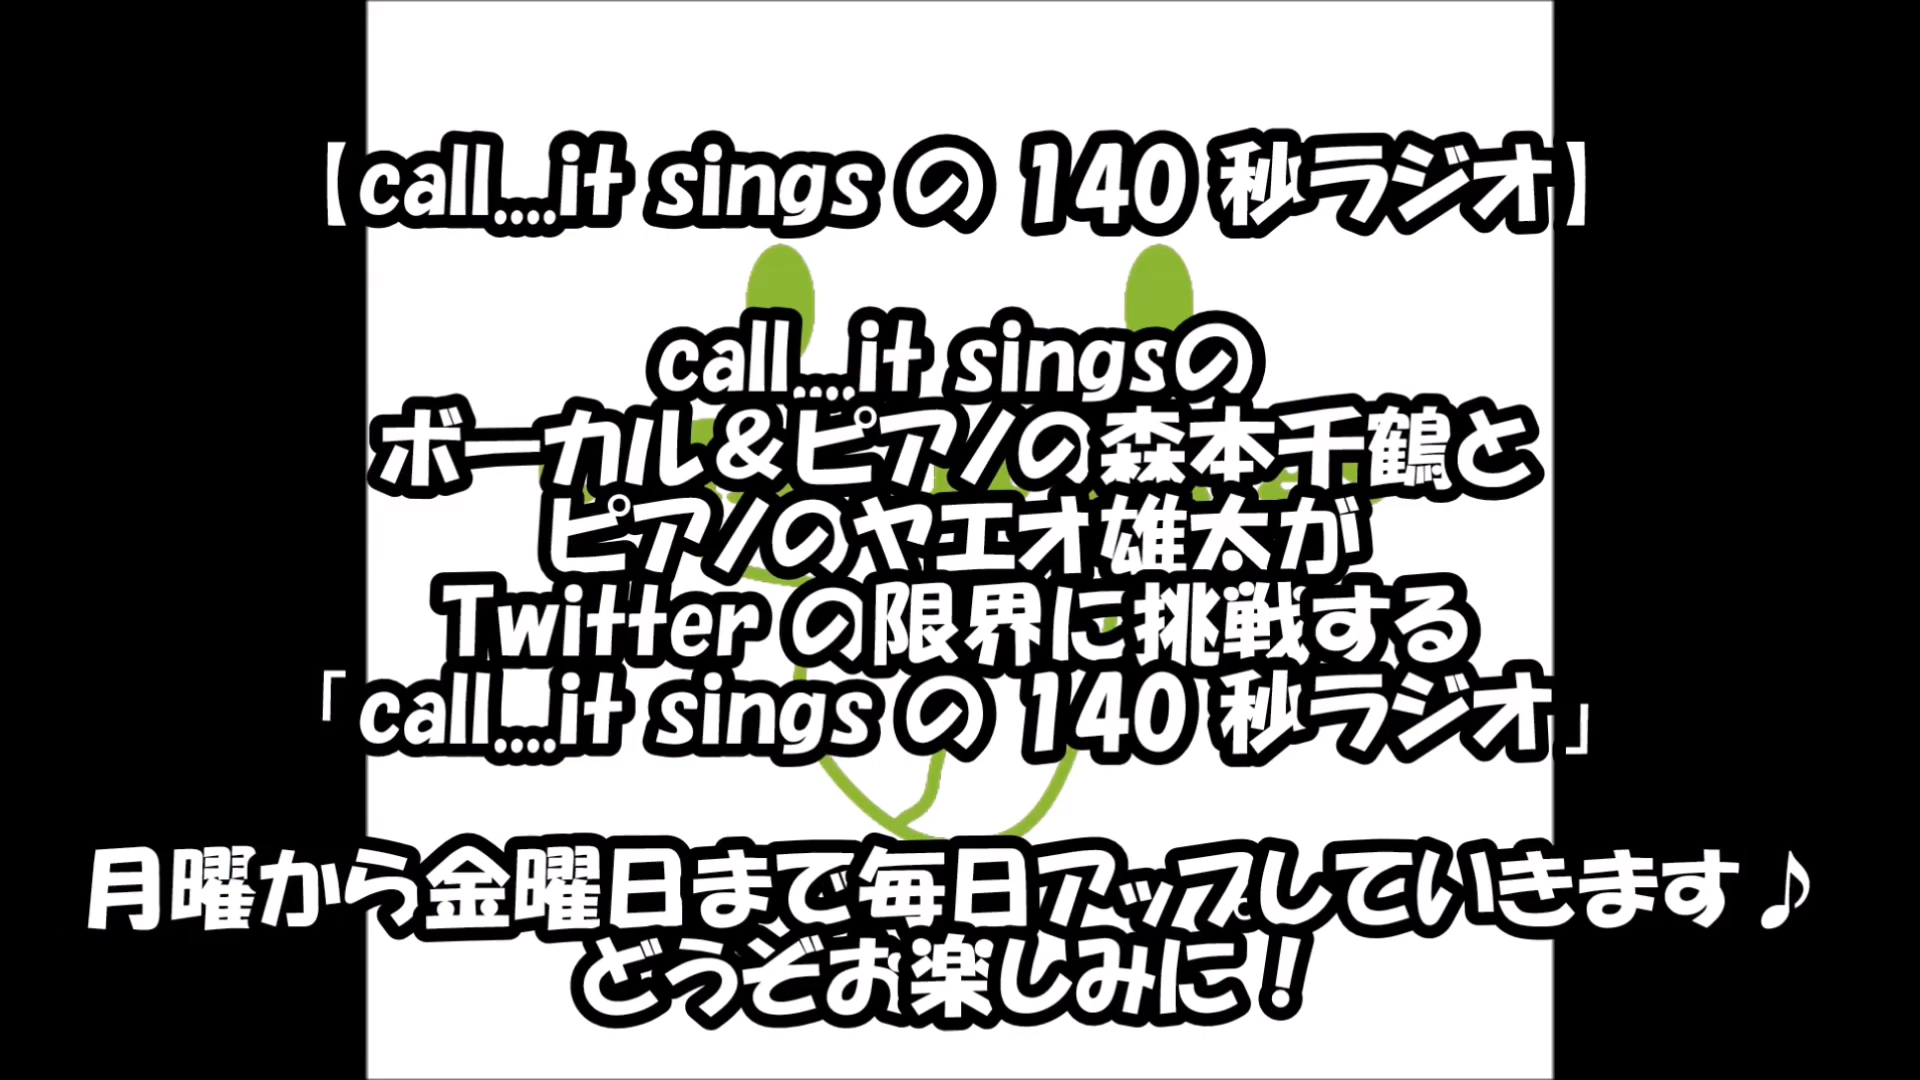 【call....it sings の 140 秒ラジオ】
call....it singsの
ボーカル＆ピアノの森本千鶴と
ピアノのヤエオ雄太が
Twitter の限界に挑戦する
「call....it sings の 140 秒ラジオ」
月曜から金曜日まで毎日アップしていきます♪
どうぞお楽しみに！